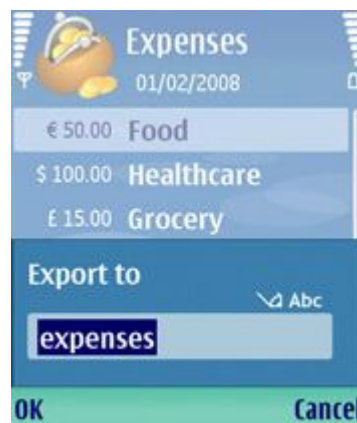 Expenses
01/02/2008
€ 50.00 Food
$ 100.00 Healthcare
£ 15.00 Grocery
Export to
Abc
expenses
OK Cancel